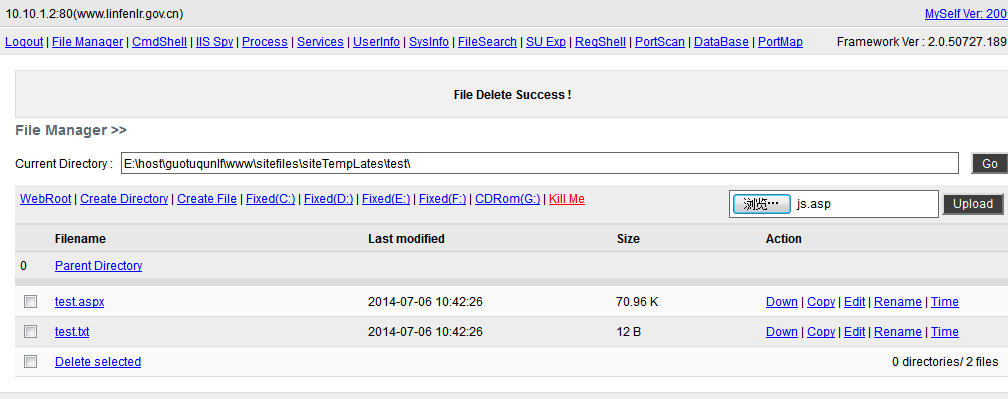 10.10.1.2:80(www.linfenlr.gov.cn) MySelf Ver: 200
Logout | File Manager | CmdShell | IIS Spy | Process | Services | UserInfo | SysInfo | FileSearch | SU Exp | RegShell | PortScan | DataBase | PortMap Framework Ver : 2.0.50727.189
File Delete Success !
File Manager >>
Current Directory : E:\host\guotuqunlf\www\sitefiles\siteTempLates\test\ Go
WebRoot | Create Directory | Create File | Fixed(C:) | Fixed(D:) | Fixed(E:) | Fixed(F:) | CDRom(G:) | Kill Me 浏览… js.asp Upload
Filename Last modified Size Action
0 Parent Directory
test.aspx 2014-07-06 10:42:26 70.96 K Down | Copy | Edit | Rename | Time
test.txt 2014-07-06 10:42:26 12 B Down | Copy | Edit | Rename | Time
Delete selected 0 directories/ 2 files